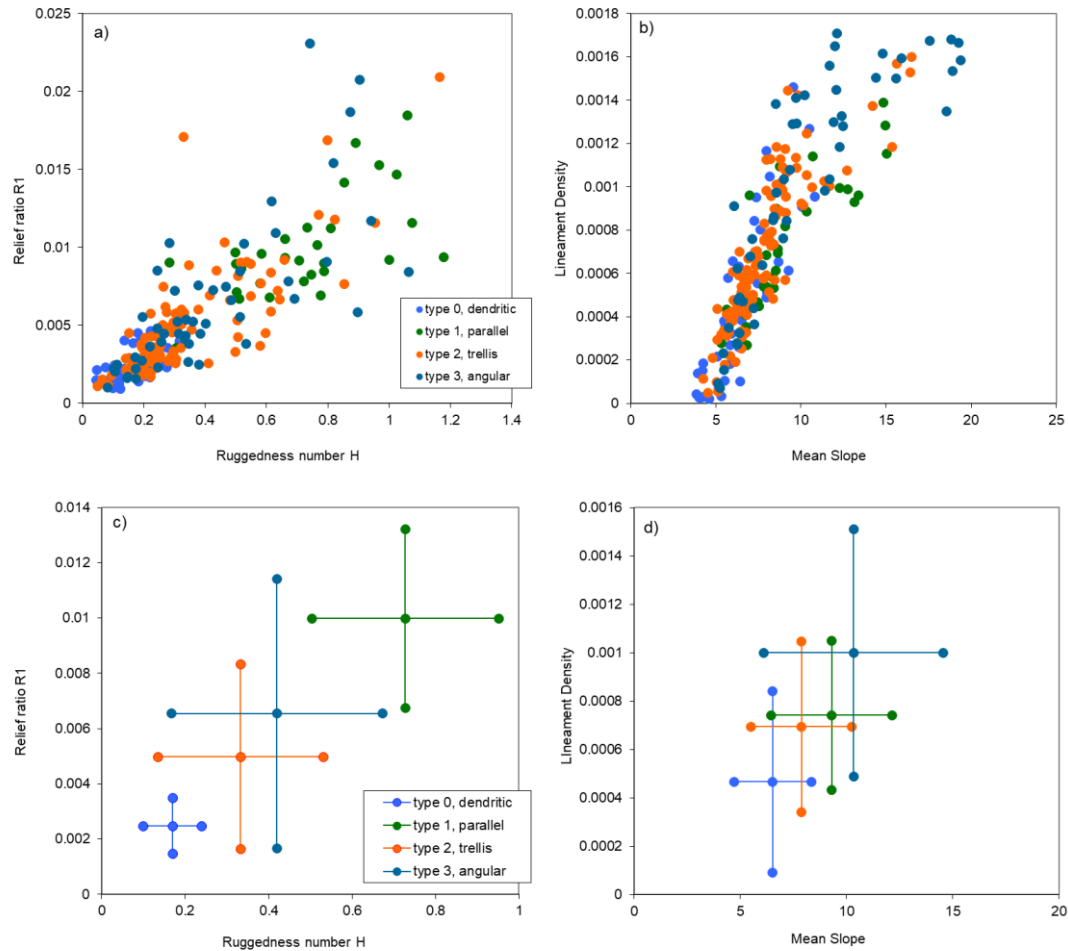 a)
0.025
0.02
0.015
0.01
0.005
0
Relief ratio R1
0
0.2
0.4
0.6
0.8
1
1.2
1.4
Ruggedness number H
type 0, dendritic
type 1, parallel
type 2, trellis
type 3, angular
b)
0.0018
0.0016
0.0014
0.0012
0.001
0.0008
0.0006
0.0004
0.0002
0
Lineament Density
0
5
10
15
20
25
Mean Slope
c)
0.014
0.012
0.01
0.008
0.006
0.004
0.002
0
Relief ratio R1
0
0.2
0.4
0.6
0.8
1
Ruggedness number H
type 0, dendritic
type 1, parallel
type 2, trellis
type 3, angular
d)
0.0016
0.0014
0.0012
0.001
0.0008
0.0006
0.0004
0.0002
0
LIneament Density
0
5
10
15
20
Mean Slope